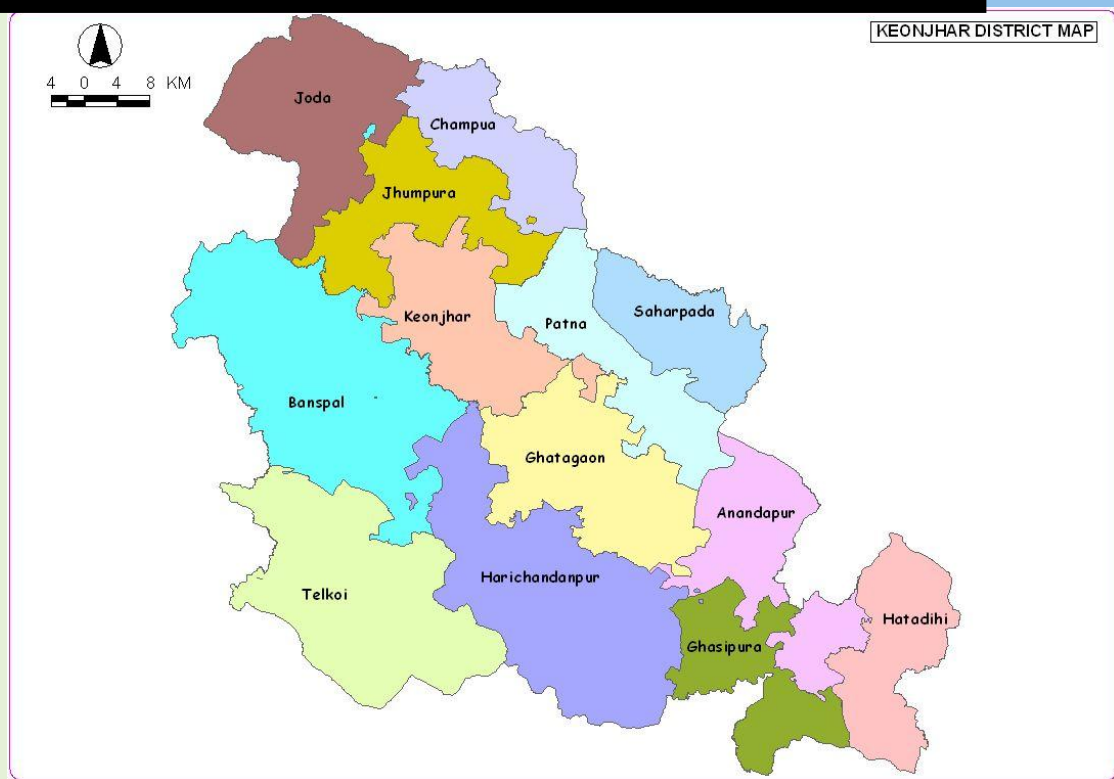 KEONJHAR DISTRICT MAP
4 0 4 8 KM
Joda
Champua
Jhumpura
Saharpada
Keonjhar
Patna
Banspal
Ghatagaon
Anandapur
Harichandanpur
Telkoi
Hatadihi
Ghasipura